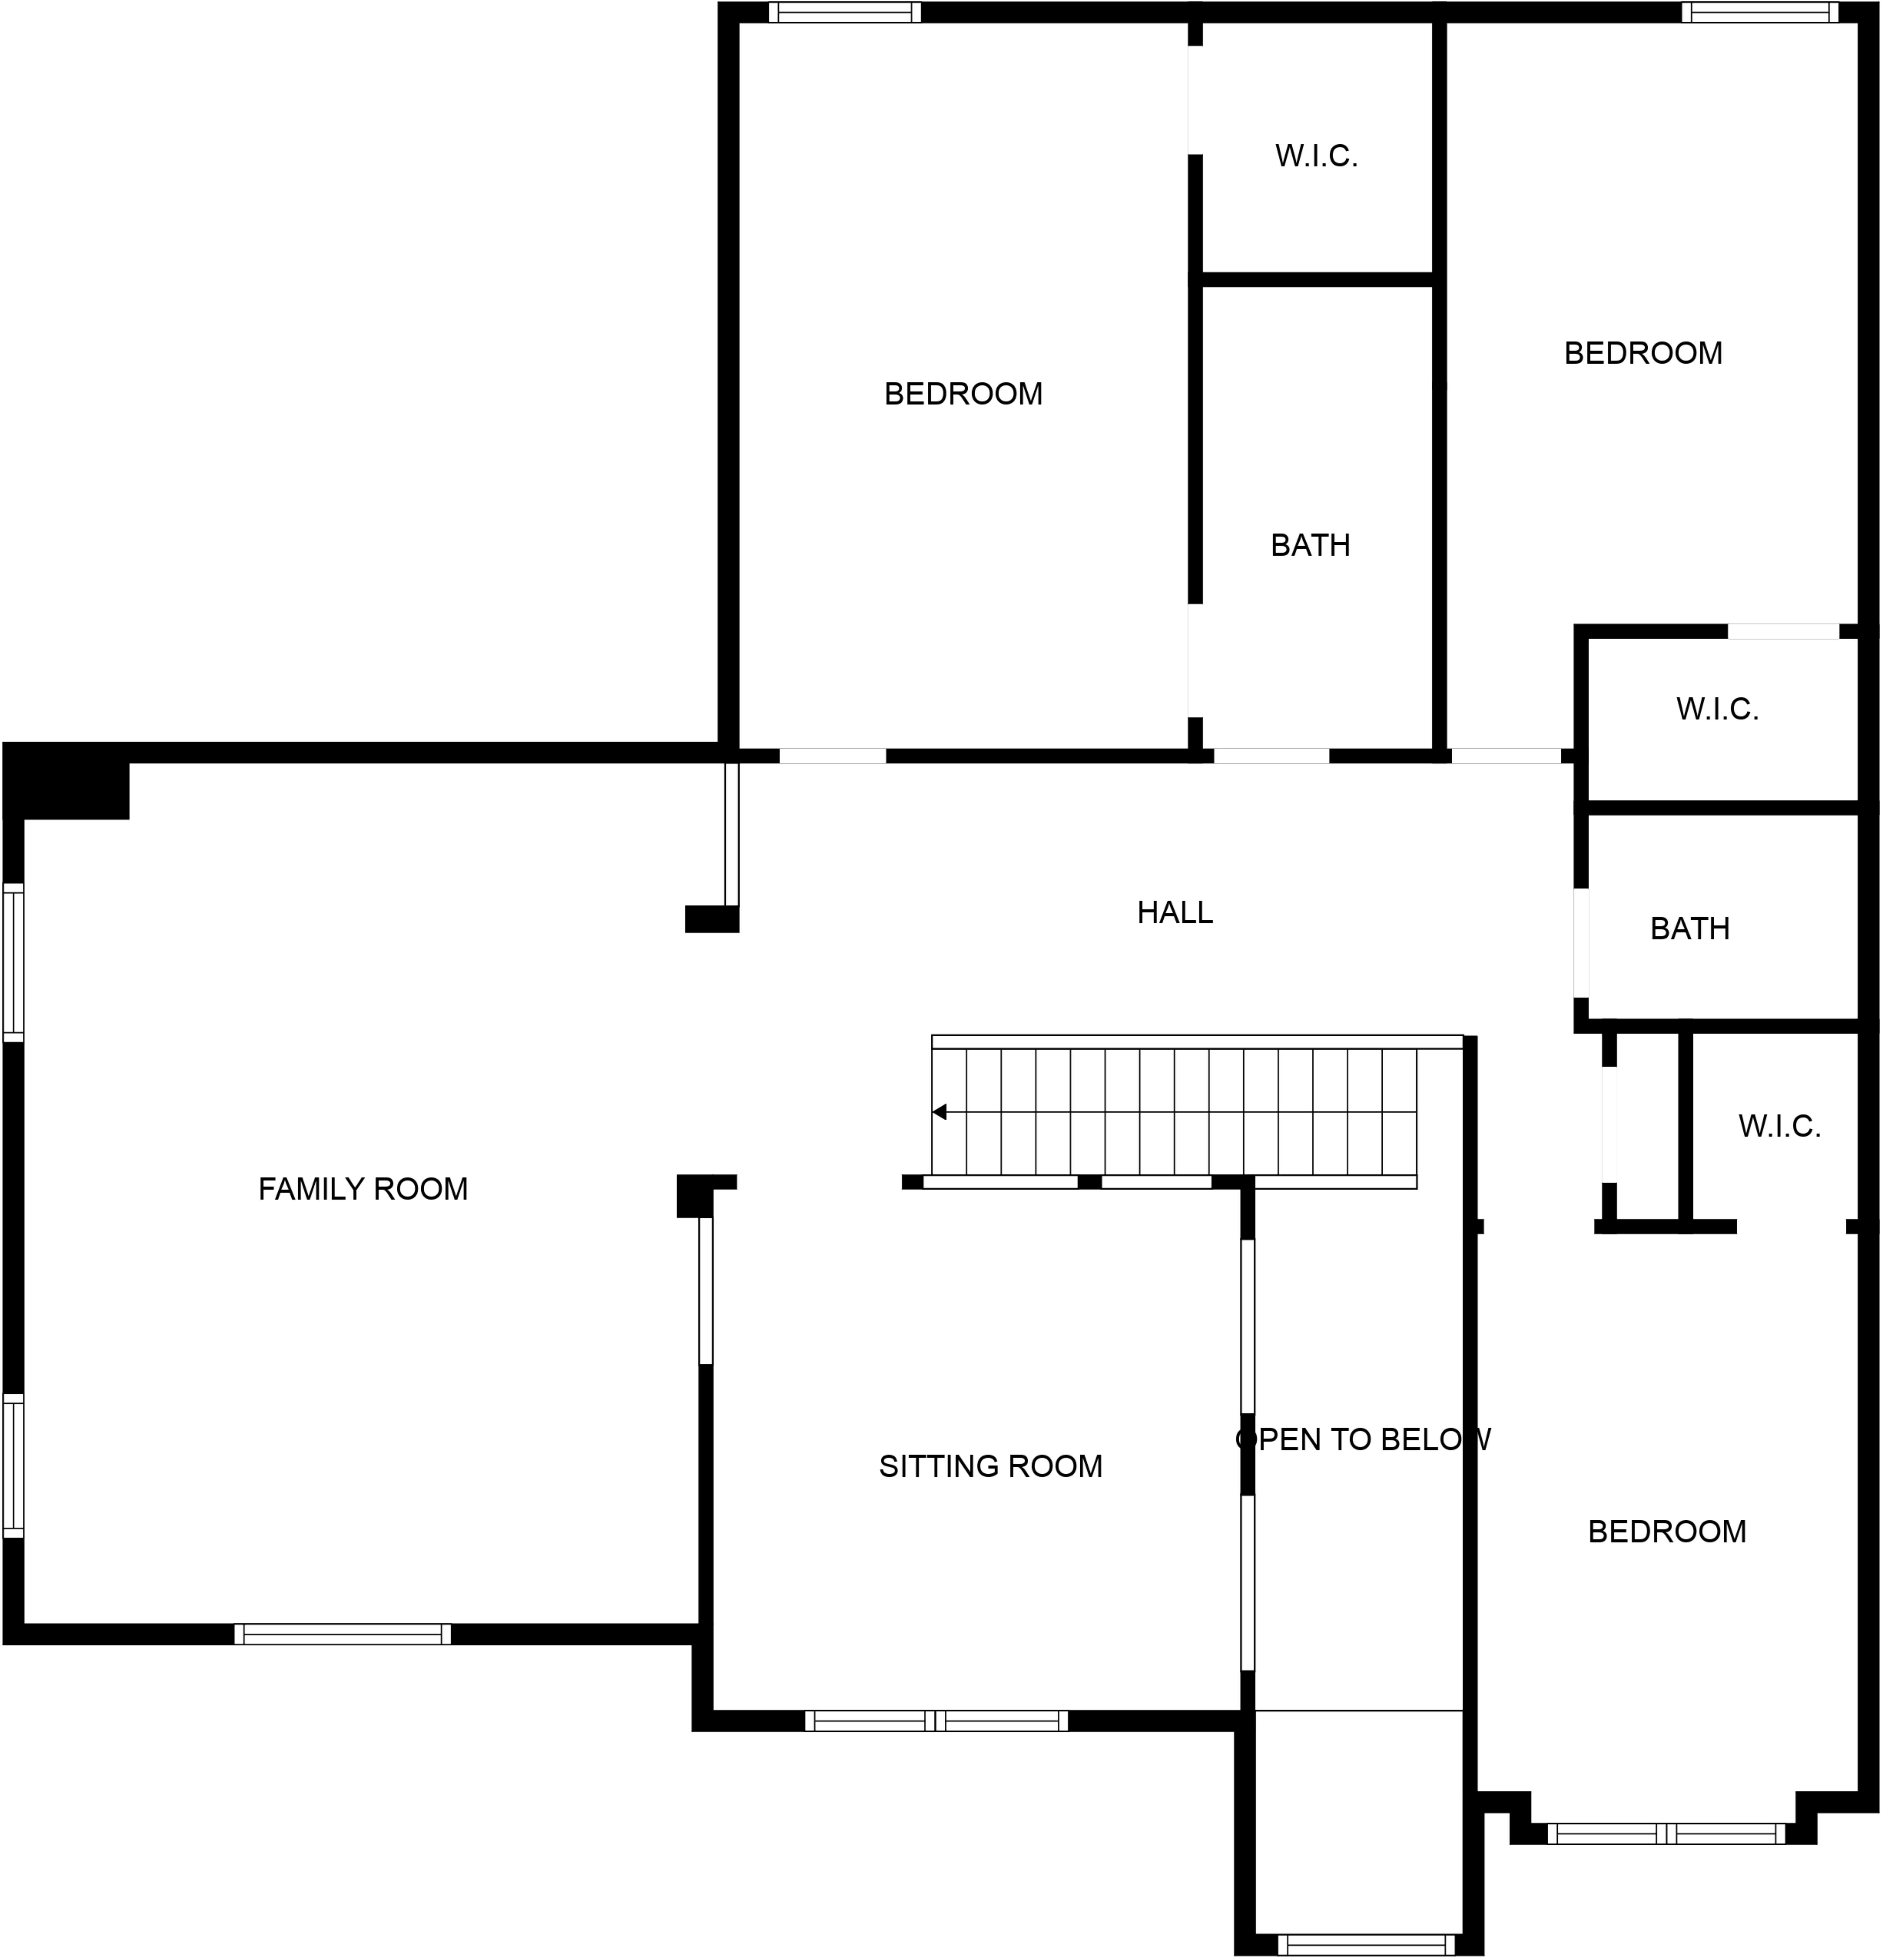 W.I.C.
BEDROOM
BEDROOM
BATH
W.I.C.
HALL
BATH
W.I.C.
FAMILY ROOM
OPEN TO BELOW
SITTING ROOM
BEDROOM